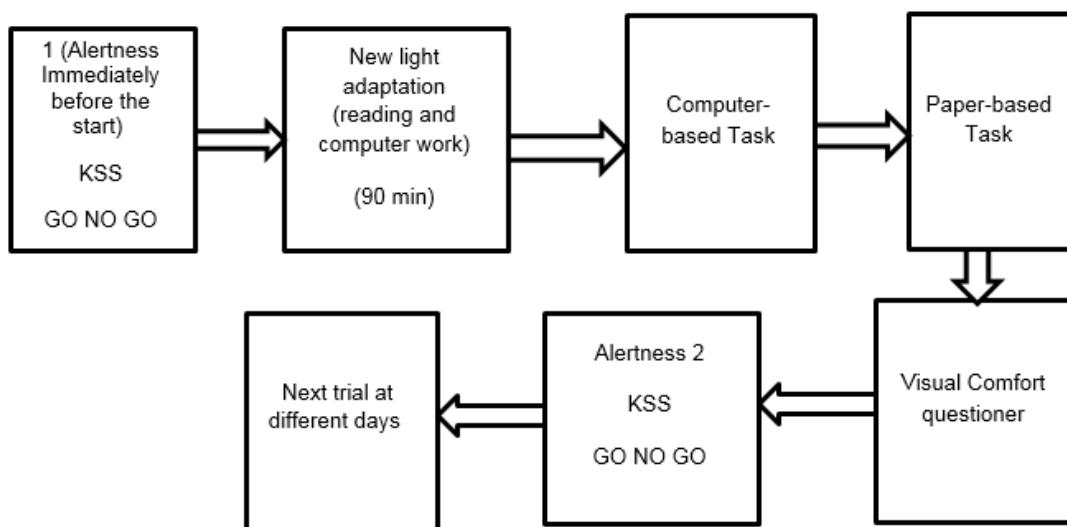 1 (Alertness
Immediately
before the
start)
KSS
GO NO GO
New light
adaptation
(reading and
computer work)
(90 min)
Computer-
based Task
Paper-based
Task
Visual Comfort
questioner
Alertness 2
KSS
GO NO GO
Next trial at
different days